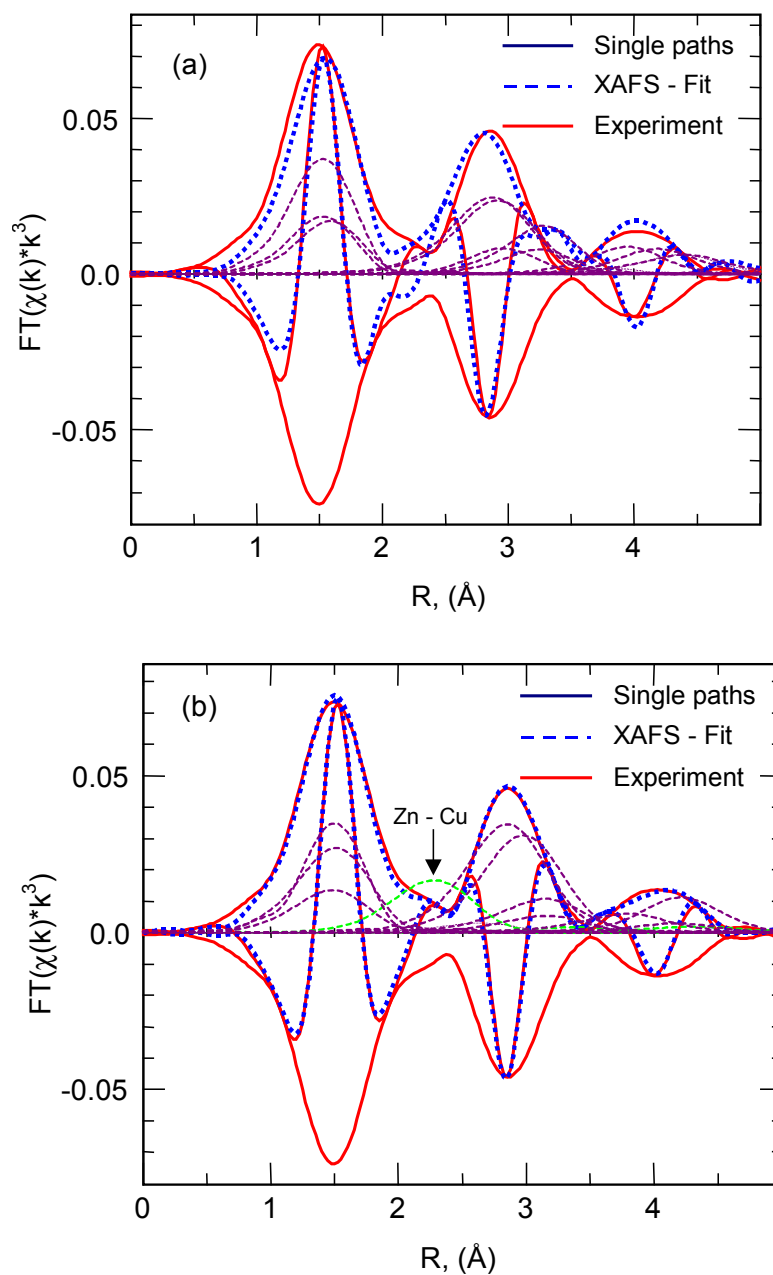 (a)
Single paths
XAFS - Fit
Experiment
0.05
0.0
-0.05
FT(χ(k)*k³)
0 1 2 3 4
R, (Å)
(b)
Single paths
XAFS - Fit
Experiment
Zn - Cu
0.05
0.0
-0.05
FT(χ(k)*k³)
0 1 2 3 4 5
R, (Å)